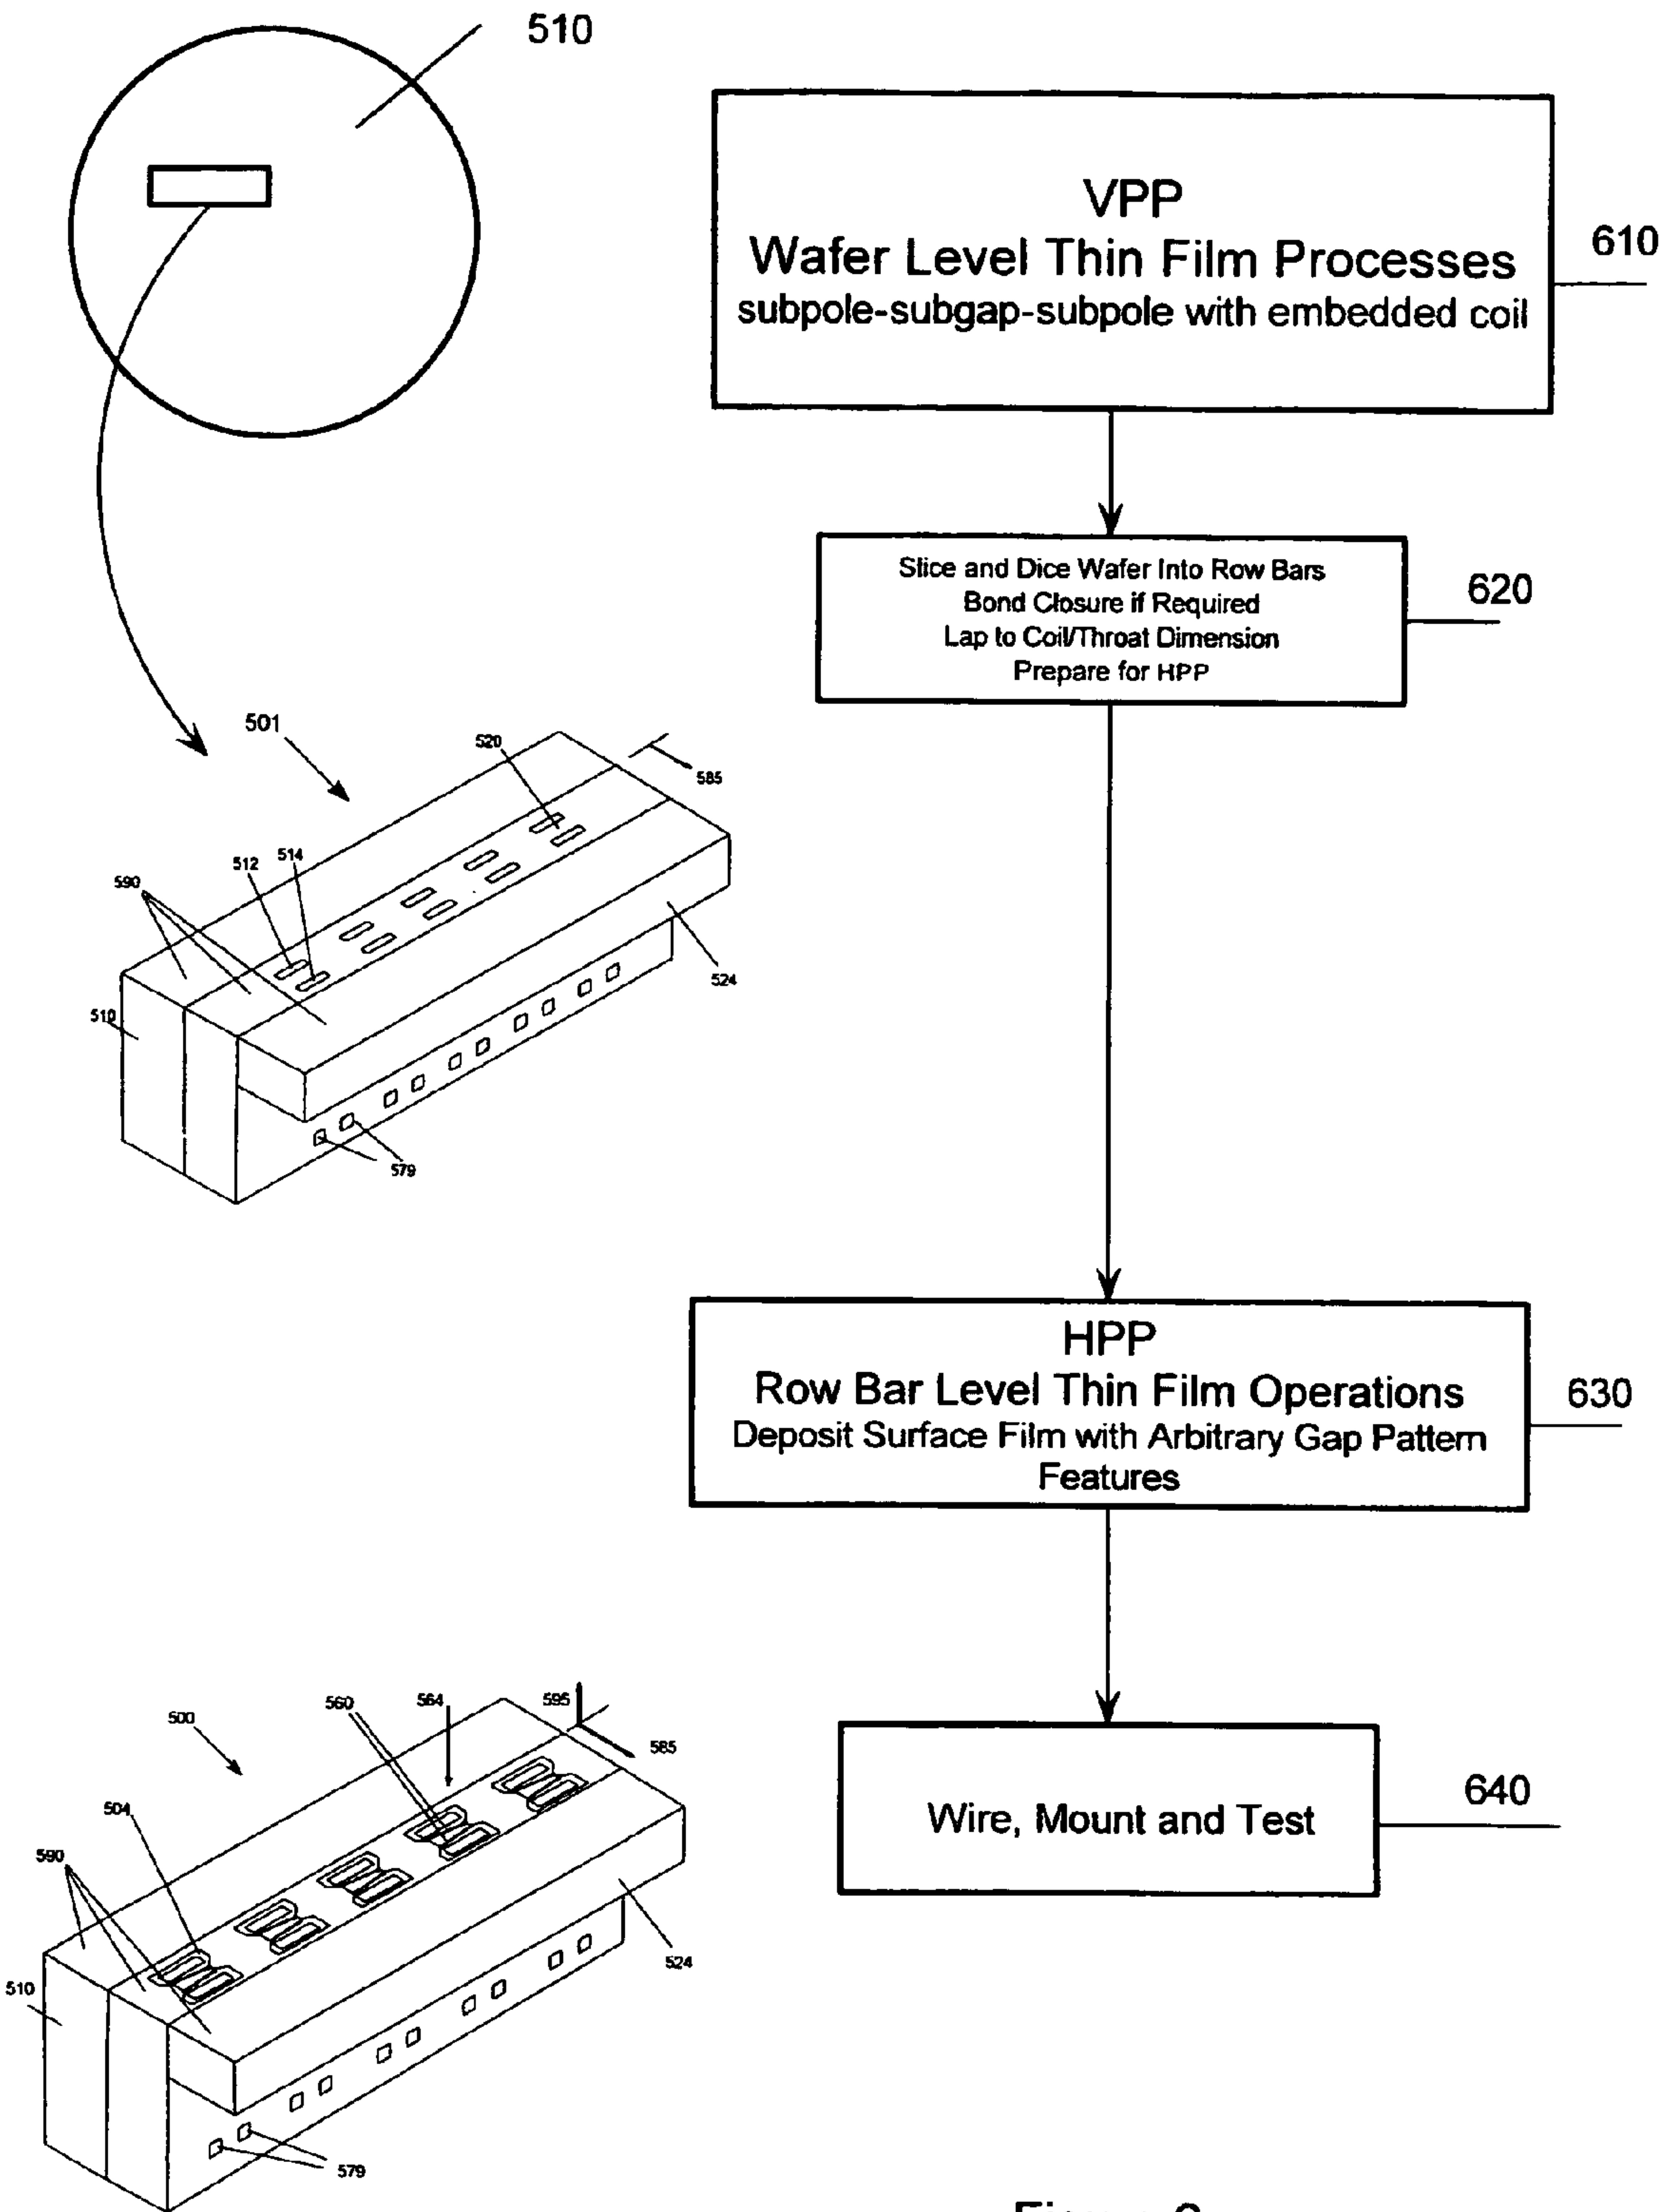 510
VPP
Wafer Level Thin Film Processes
subpole-subgap-subpole with embedded coil
610
Slice and Dice Wafer Into Row Bars
Bond Closure if Required
Lap to Coil/Throat Dimension
Prepare for HPP
620
501
520
585
512
514
590
524
510
579
HPP
Row Bar Level Thin Film Operations
Deposit Surface Film with Arbitrary Gap Pattern
Features
630
500
560
564
595
585
504
590
524
510
579
Wire, Mount and Test
640